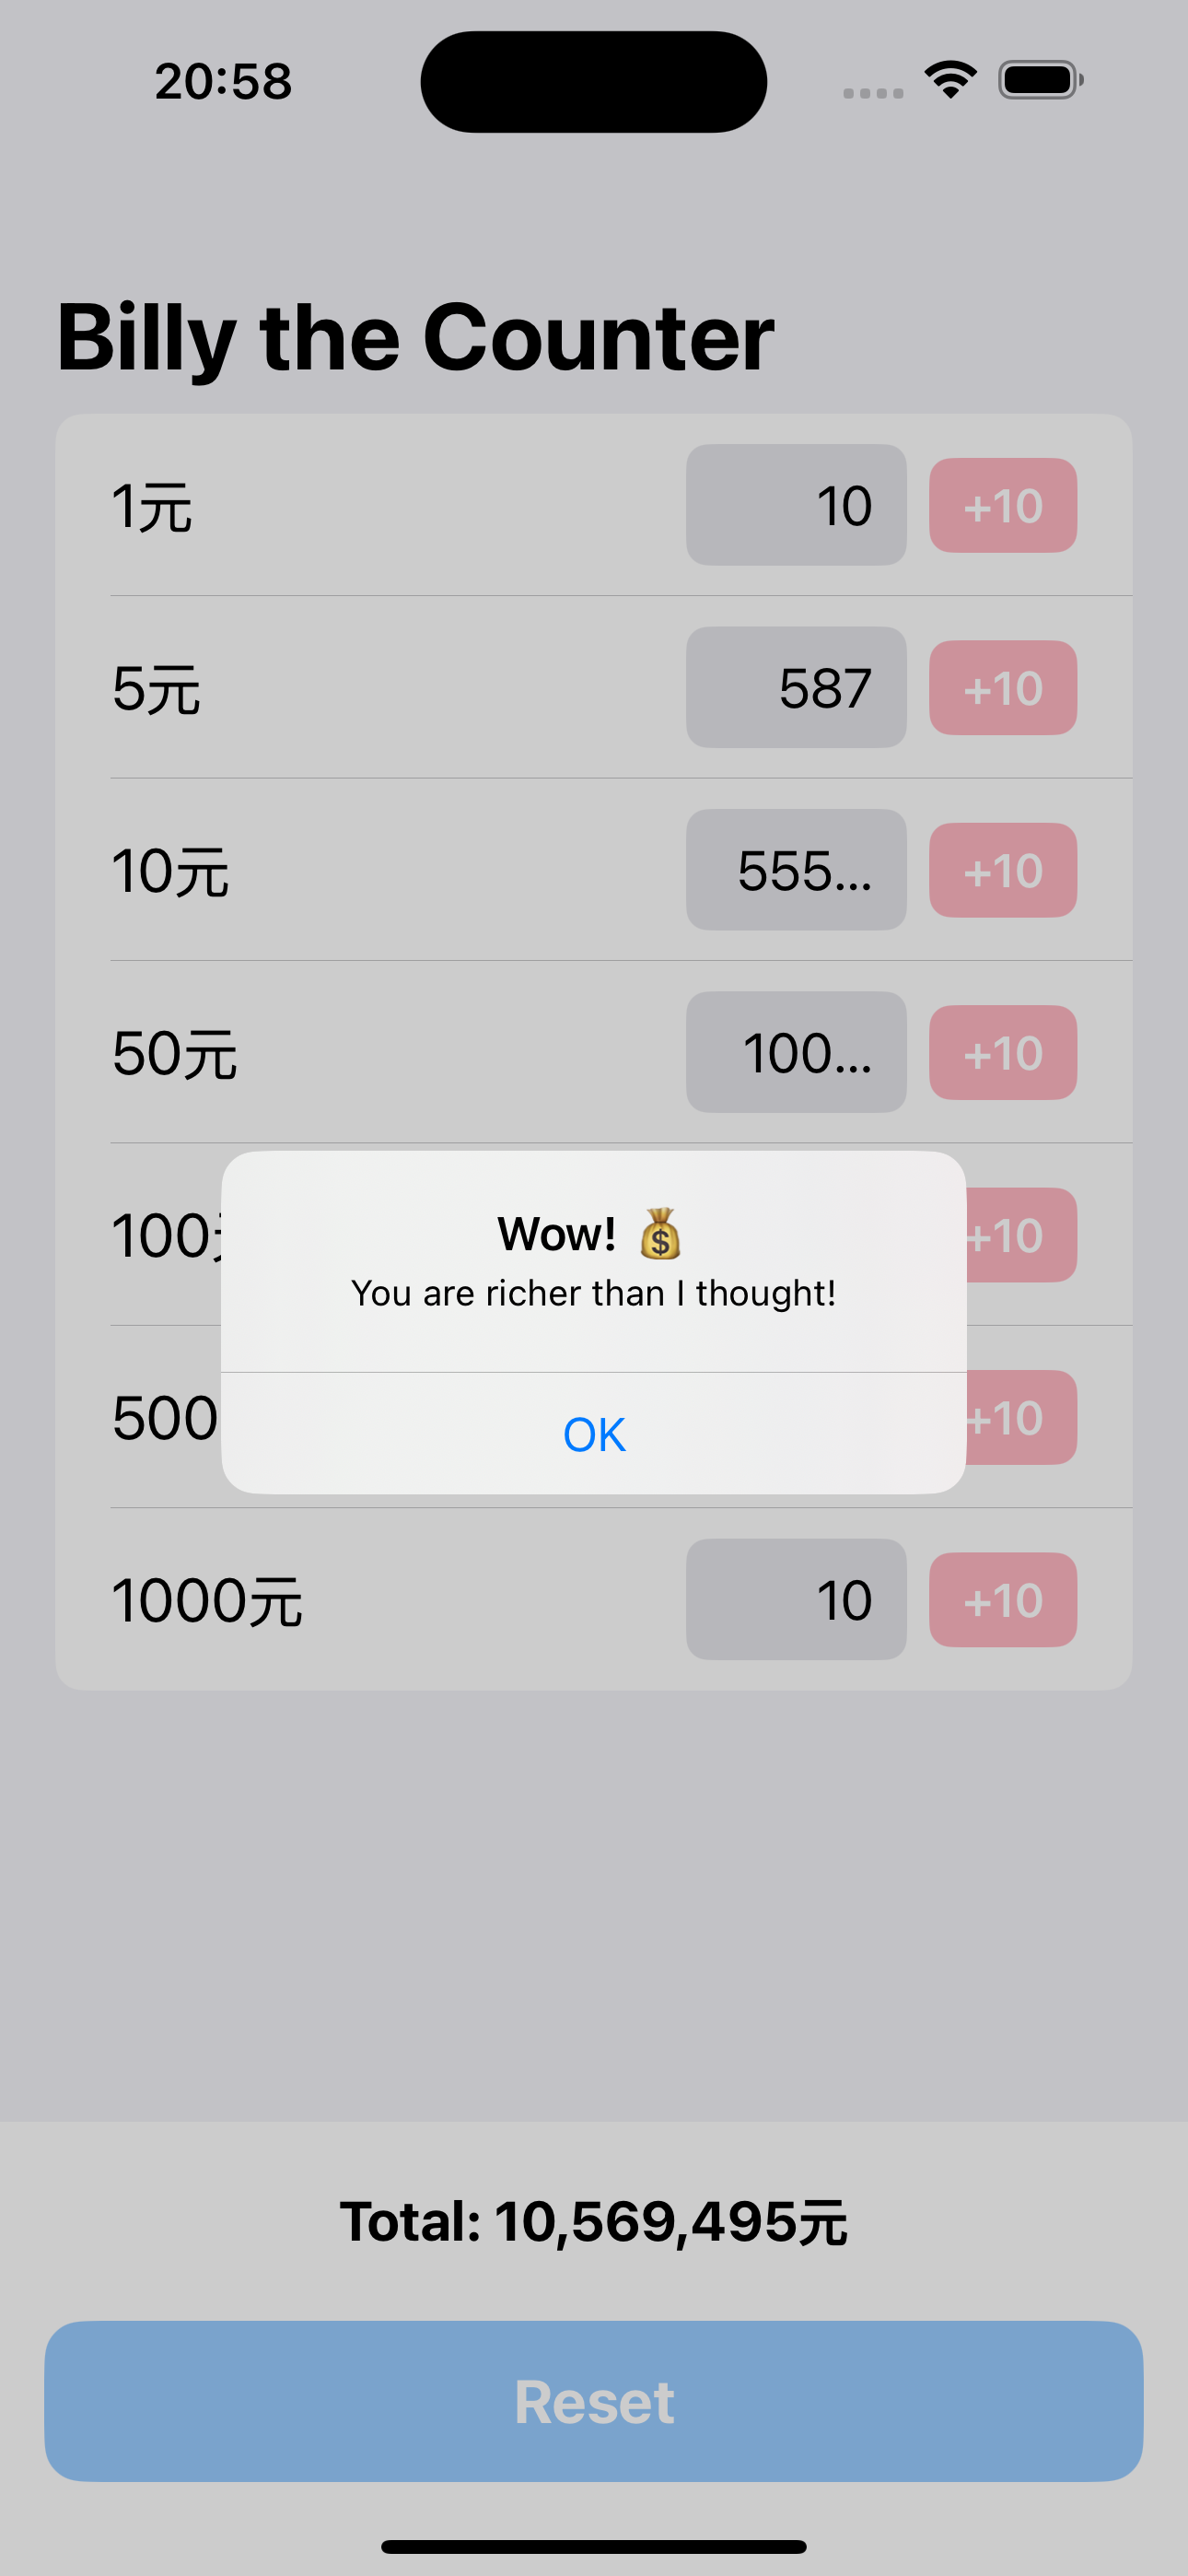 20:58
Billy the Counter
1元 10 +10
5元 587 +10
10元 555... +10
50元 100... +10
100 +10
Wow! 💰
You are richer than I thought!
500 +10
OK
1000元 10 +10
Total: 10,569,495元
Reset